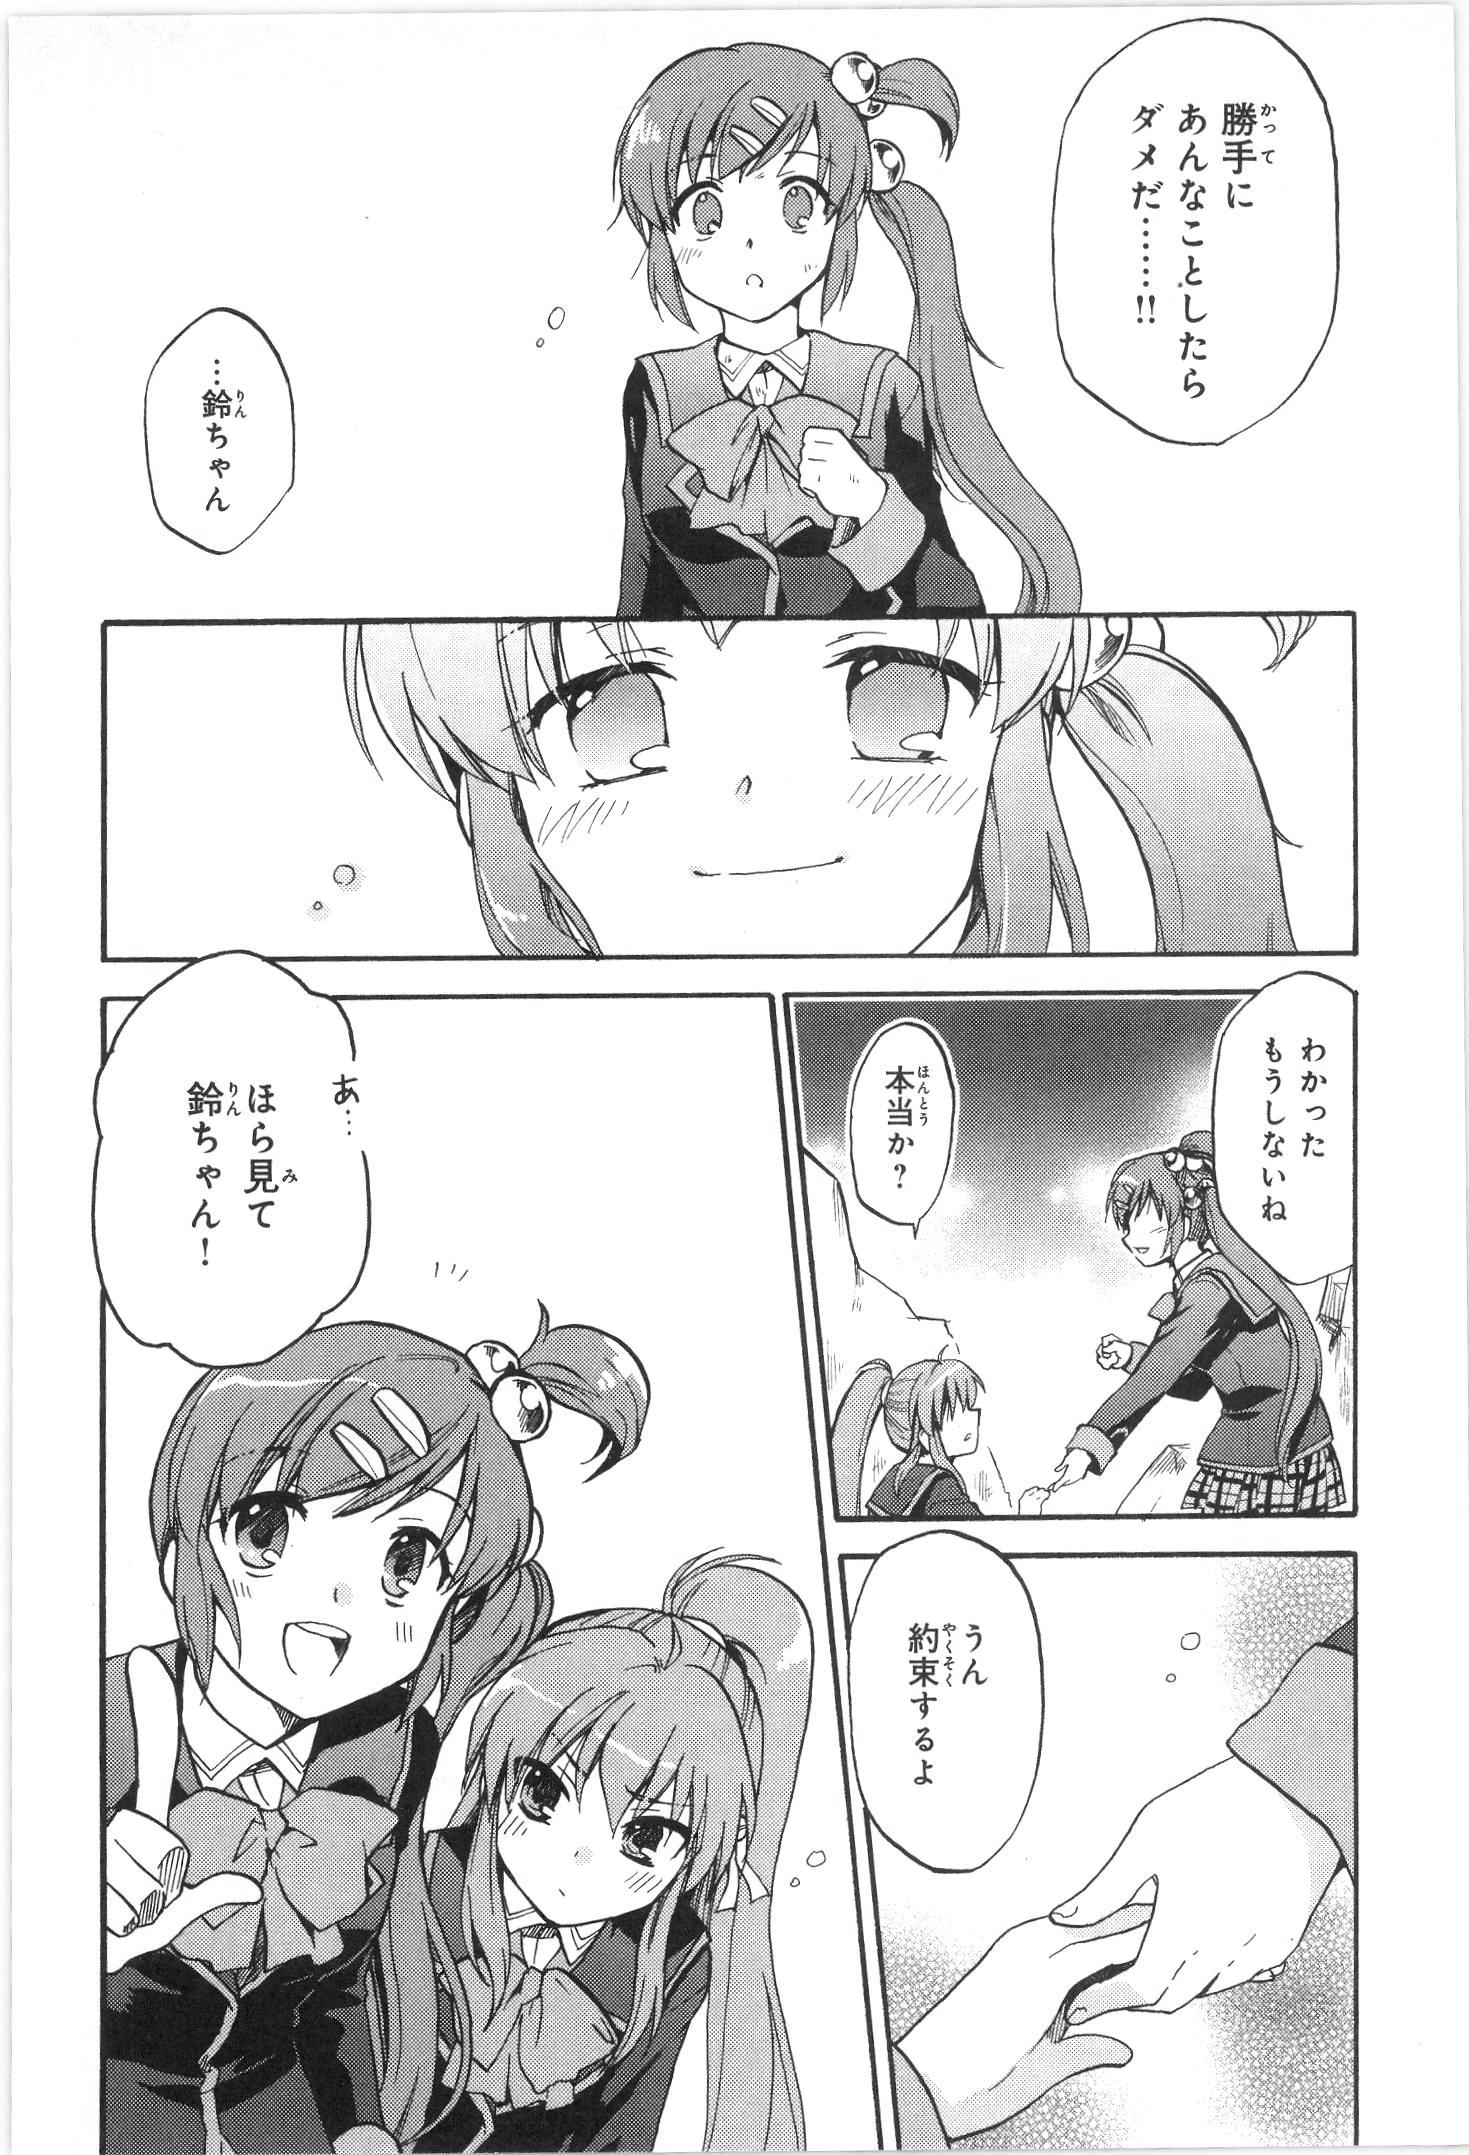 勝手に
あんなことしたら
ダメだ……!!
…鈴ちゃん
わかった
もうしないね
本当か?
うん
約束するよ
あ…
ほら見て
鈴ちゃん!